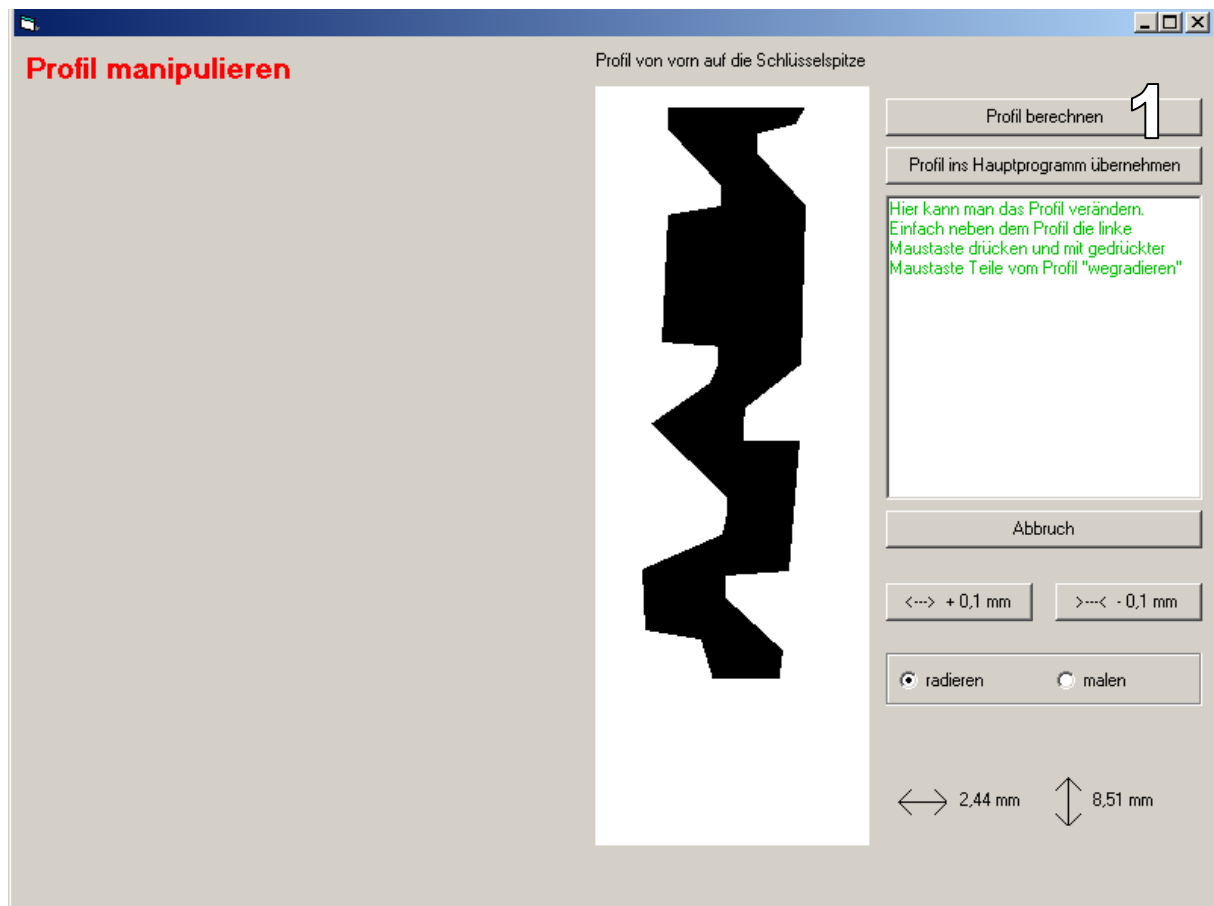 Profil manipulieren
Profil von vorn auf die Schlüsselspitze
Profil berechnen
1
Profil ins Hauptprogramm übernehmen
Hier kann man das Profil verändern.
Einfach neben dem Profil die linke
Maustaste drücken und mit gedrückter
Maustaste Teile vom Profil "wegradieren"
Abbruch
<---> + 0,1 mm
>---< - 0,1 mm
radieren
malen
2,44 mm
8,51 mm